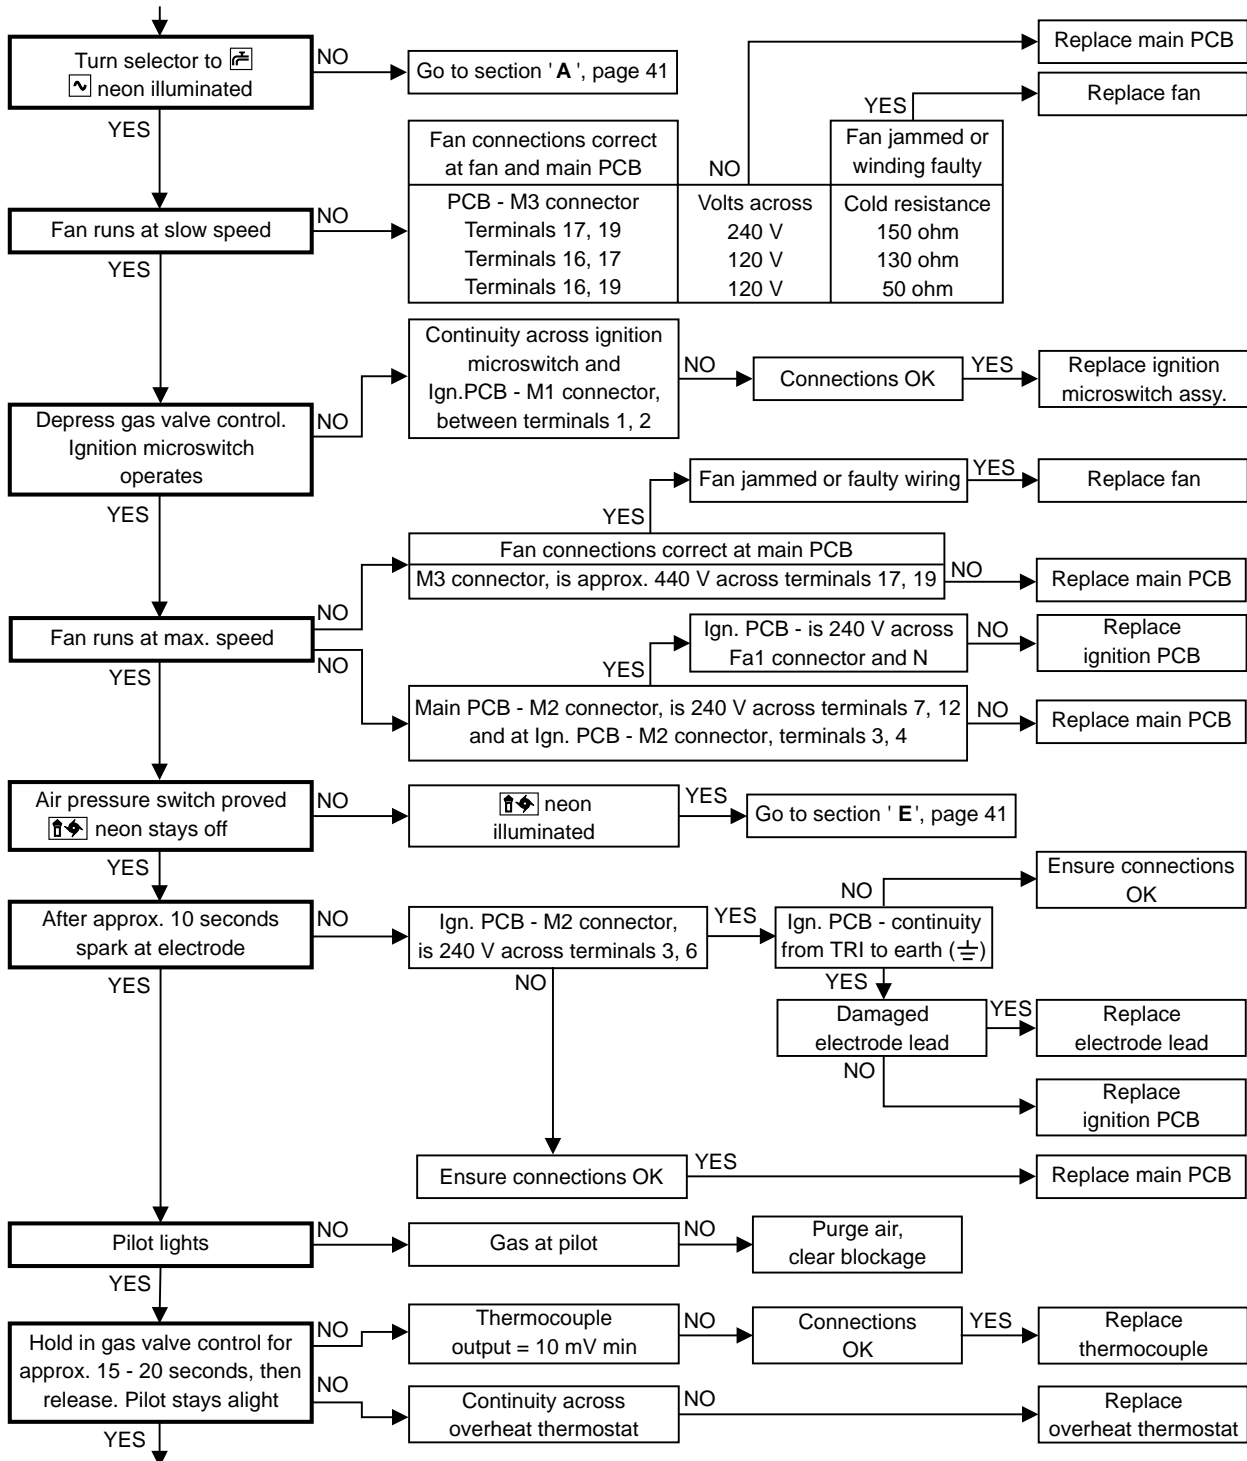 Turn selector to
neon illuminated
NO
Go to section ' A ', page 41
Replace main PCB
YES
Replace fan
YES
Fan connections correct
at fan and main PCB
NO
Fan jammed or
winding faulty
PCB - M3 connector
Volts across
Cold resistance
Terminals 17, 19
240 V
150 ohm
Terminals 16, 17
120 V
130 ohm
Terminals 16, 19
120 V
50 ohm
Fan runs at slow speed
NO
YES
Continuity across ignition
microswitch and
Ign.PCB - M1 connector,
between terminals 1, 2
NO
Connections OK
YES
Replace ignition
microswitch assy.
Depress gas valve control.
Ignition microswitch
operates
NO
YES
Fan jammed or faulty wiring
YES
Replace fan
YES
Fan connections correct at main PCB
M3 connector, is approx. 440 V across terminals 17, 19
NO
Replace main PCB
Fan runs at max. speed
NO
NO
YES
Ign. PCB - is 240 V across
Fa1 connector and N
NO
Replace
ignition PCB
YES
Main PCB - M2 connector, is 240 V across terminals 7, 12
and at Ign. PCB - M2 connector, terminals 3, 4
NO
Replace main PCB
Air pressure switch proved
neon stays off
NO
neon
illuminated
YES
Go to section ' E', page 41
YES
Ensure connections
OK
NO
After approx. 10 seconds
spark at electrode
NO
Ign. PCB - M2 connector,
is 240 V across terminals 3, 6
YES
Ign. PCB - continuity
from TRI to earth (⏚)
YES
NO
YES
Damaged
electrode lead
YES
Replace
electrode lead
NO
Replace
ignition PCB
Ensure connections OK
YES
Replace main PCB
Pilot lights
NO
Gas at pilot
NO
Purge air,
clear blockage
YES
Hold in gas valve control for
approx. 15 - 20 seconds, then
release. Pilot stays alight
NO
Thermocouple
output = 10 mV min
NO
Connections
OK
YES
Replace
thermocouple
NO
Continuity across
overheat thermostat
NO
Replace
overheat thermostat
YES